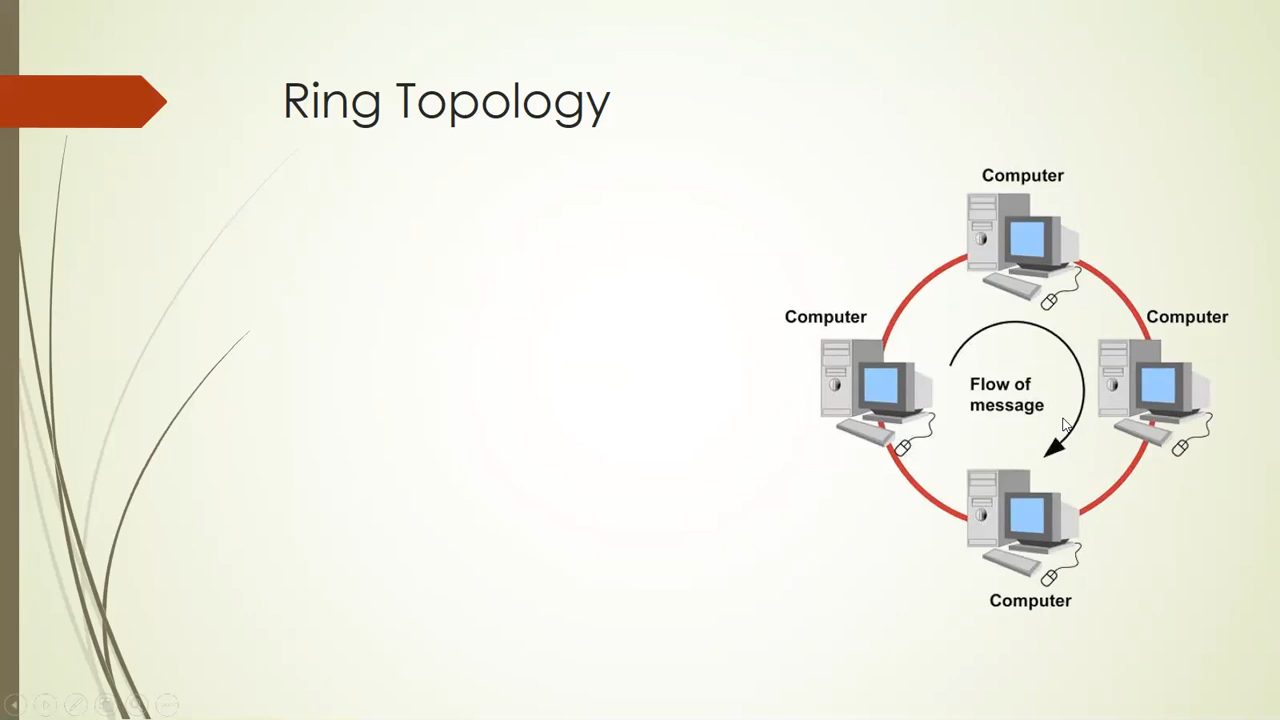 Ring Topology
Computer
Computer
Computer
Flow of
message
Computer